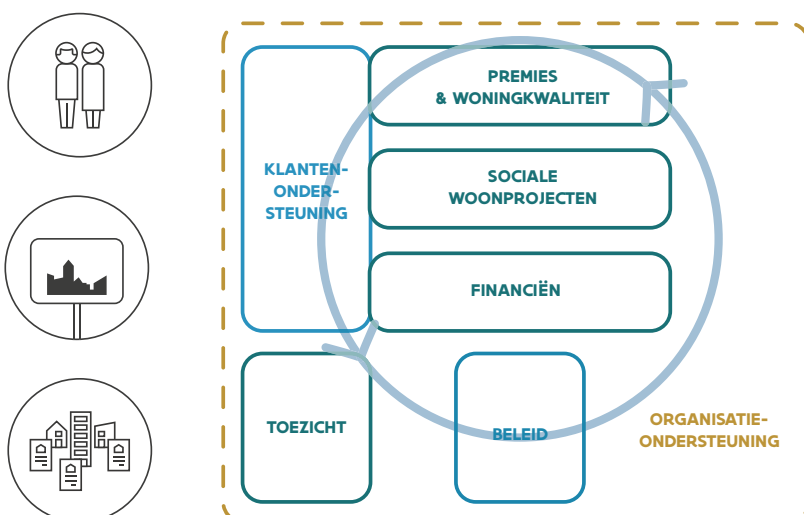 PREMIES
& WONINGKWALITEIT
KLANTEN-
ONDER-
STEUNING
SOCIALE
WOONPROJECTEN
FINANCIËN
TOEZICHT
BELEID
ORGANISATIE-
ONDERSTEUNING